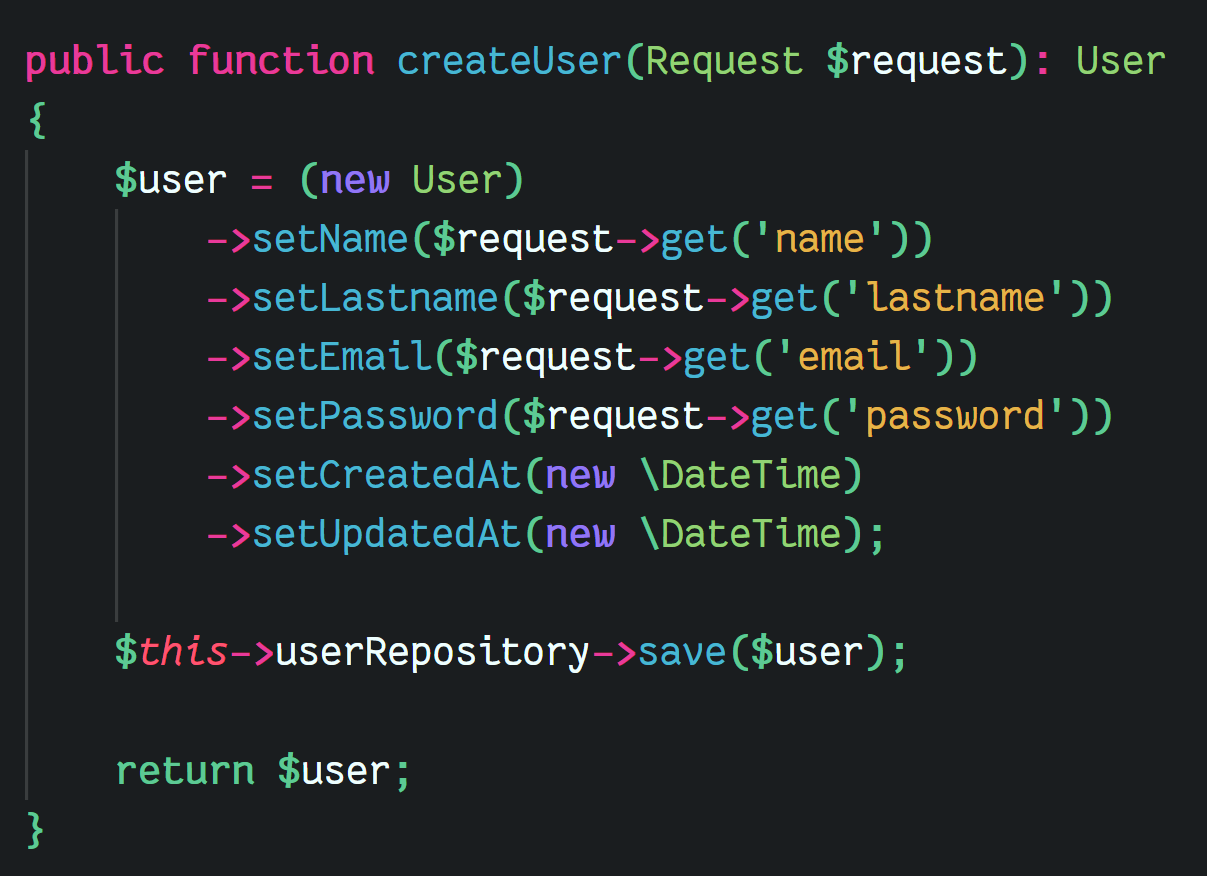 public function createUser(Request $request): User
{
    $user = (new User)
        ->setName($request->get('name'))
        ->setLastname($request->get('lastname'))
        ->setEmail($request->get('email'))
        ->setPassword($request->get('password'))
        ->setCreatedAt(new \DateTime)
        ->setUpdatedAt(new \DateTime);

    $this->userRepository->save($user);

    return $user;
}